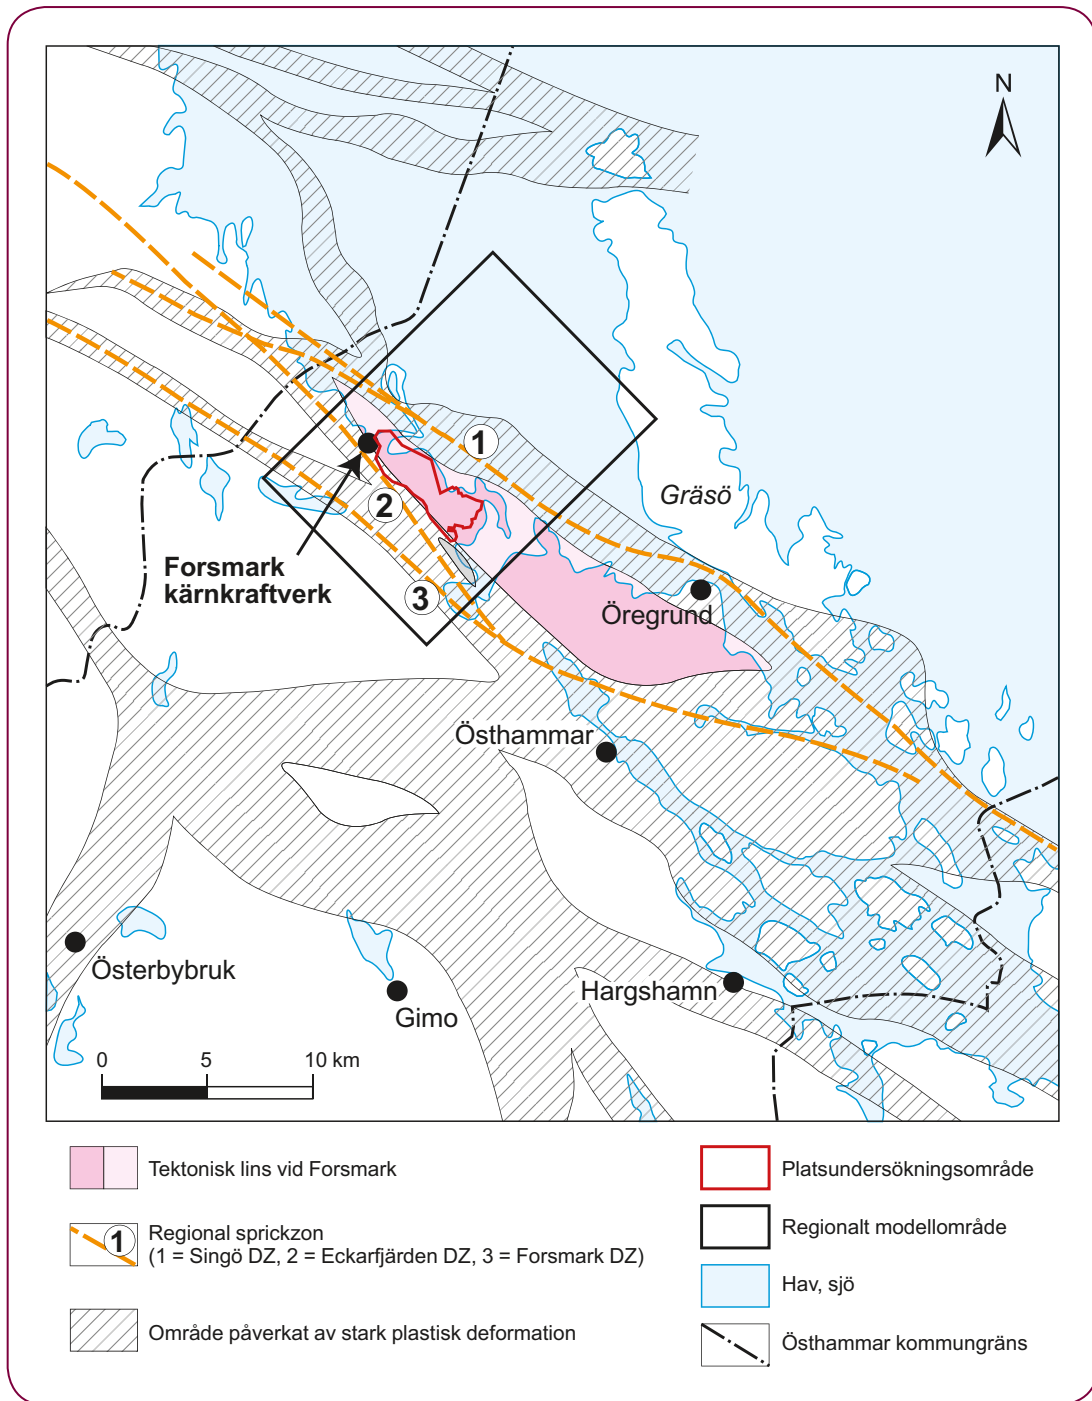 N
1
Gräsö
2
Forsmark
kärnkraftverk
3
Öregrund
Östhammar
Österbybruk
Hargshamn
Gimo
0 5 10 km
Tektonisk lins vid Forsmark
1
Regional sprickzon
(1 = Singö DZ, 2 = Eckarfjärden DZ, 3 = Forsmark DZ)
Område påverkat av stark plastisk deformation
Platsundersökningsområde
Regionalt modellområde
Hav, sjö
Östhammar kommungräns